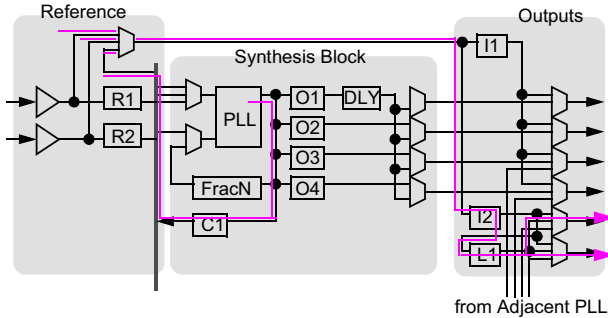 Reference
Outputs
Synthesis Block
I1
R1
PLL
O1
DLY
R2
O2
O3
FracN
O4
C1
I2
L1
from Adjacent PLL